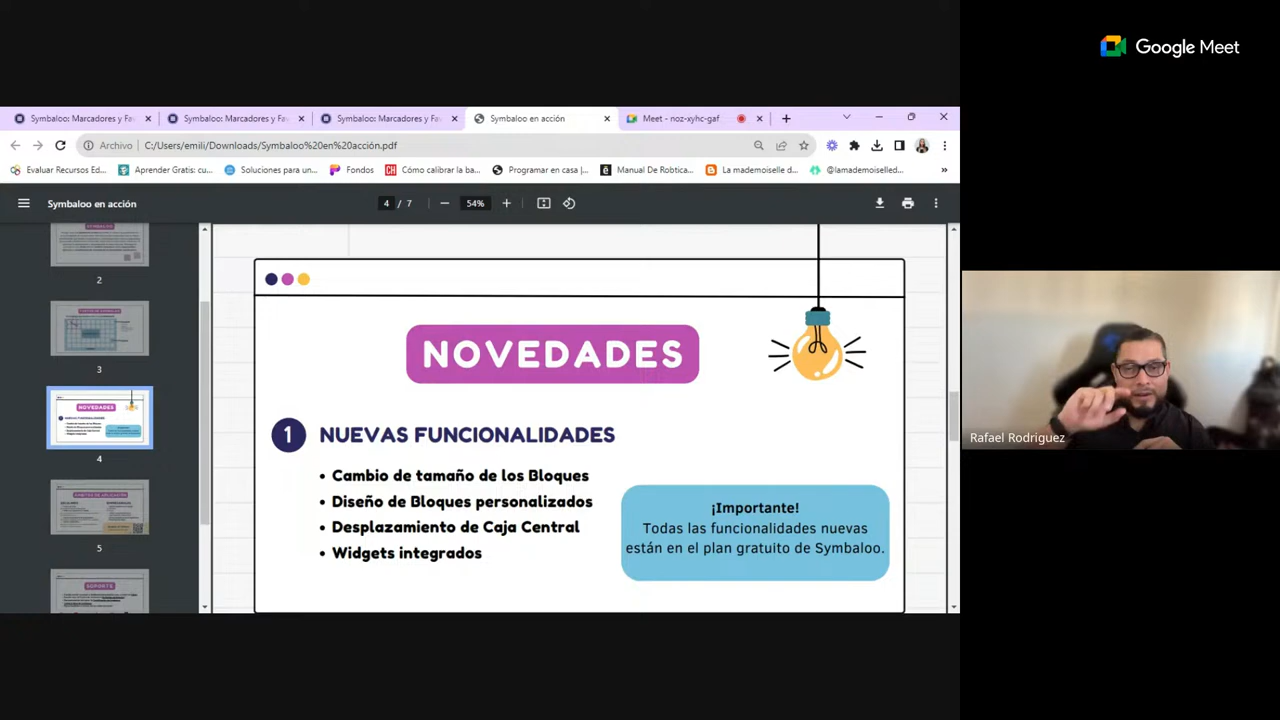 Google Meet
Symbaloo: Marcadores y Fav
Symbaloo: Marcadores y Fav
Symbaloo: Marcadores y Fav
Symbaloo en acción
Meet - noz-xyhc-gaf
Archivo
C:/Users/emili/Downloads/Symbaloo%20en%20acción.pdf
Evaluar Recursos Ed...
Aprender Gratis: cu...
Soluciones para un...
Fondos
Cómo calibrar la ba...
Programar en casa |...
Manual De Robtica...
La mademoiselle d...
@lamademoiselled...
»
Symbaloo en acción
4 / 7
54%
2
3
4
5
NOVEDADES
1
NUEVAS FUNCIONALIDADES
• Cambio de tamaño de los Bloques
• Diseño de Bloques personalizados
• Desplazamiento de Caja Central
• Widgets integrados
¡Importante!
Todas las funcionalidades nuevas
están en el plan gratuito de Symbaloo.
Rafael Rodriguez